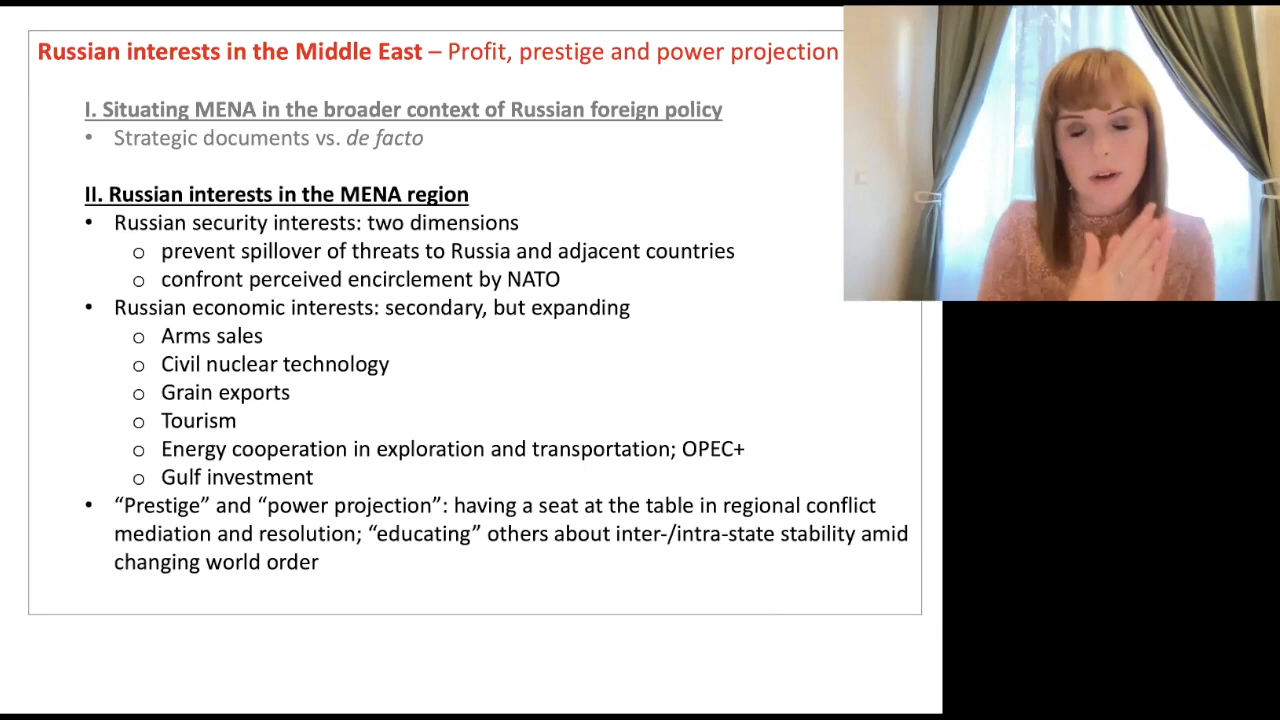 Russian interests in the Middle East – Profit, prestige and power projection
I. Situating MENA in the broader context of Russian foreign policy
• Strategic documents vs. de facto
II. Russian interests in the MENA region
• Russian security interests: two dimensions
o prevent spillover of threats to Russia and adjacent countries
o confront perceived encirclement by NATO
• Russian economic interests: secondary, but expanding
o Arms sales
o Civil nuclear technology
o Grain exports
o Tourism
o Energy cooperation in exploration and transportation; OPEC+
o Gulf investment
• “Prestige” and “power projection”: having a seat at the table in regional conflict
mediation and resolution; “educating” others about inter-/intra-state stability amid
changing world order